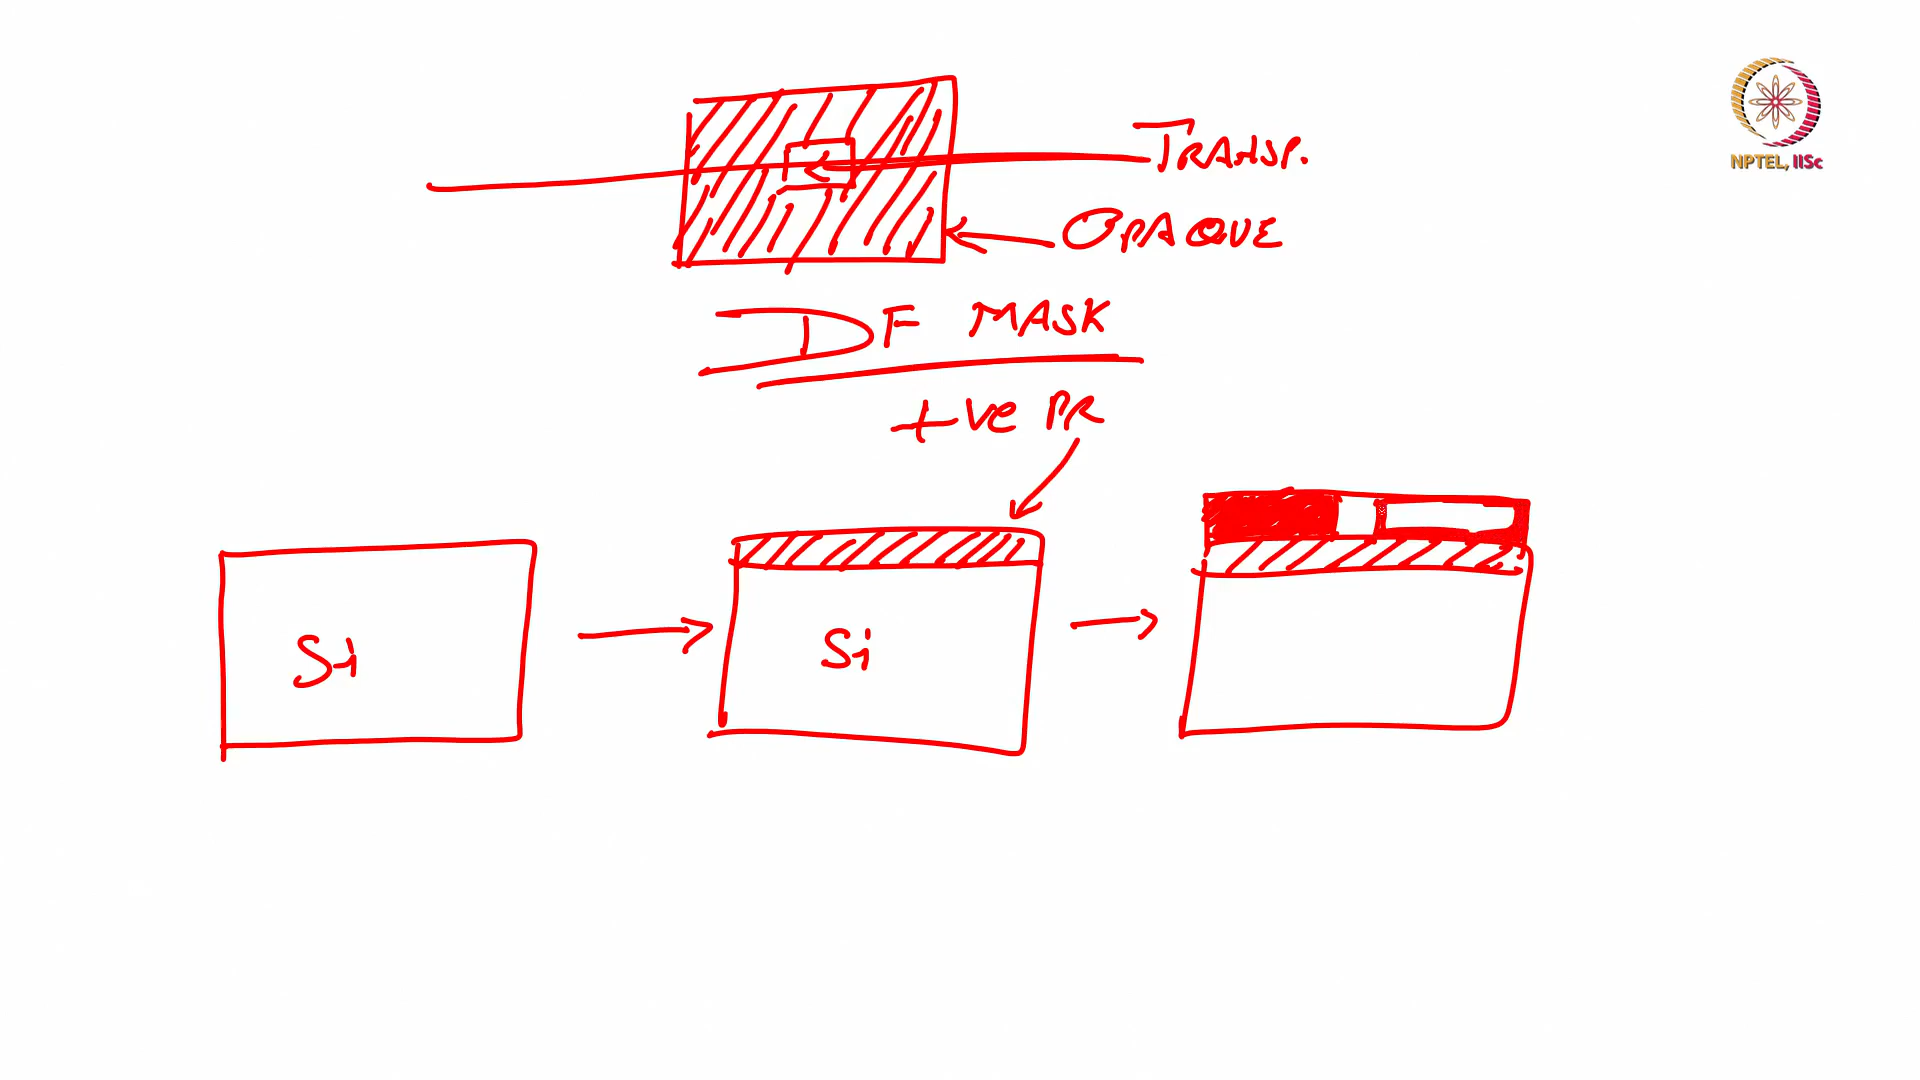 TRANSP.
OPAQUE
DF MASK
+ve PR
Si
Si
NPTEL, IISc